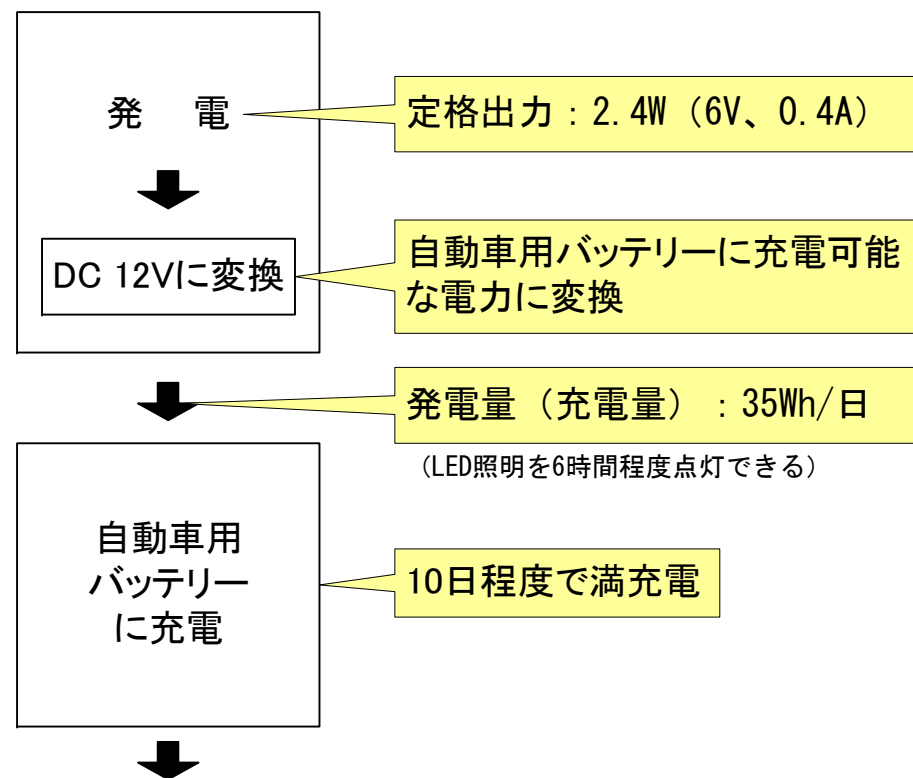 発　電
定格出力：2.4W（6V、0.4A）
DC 12Vに変換
自動車用バッテリーに充電可能
な電力に変換
発電量（充電量）：35Wh/日
（LED照明を6時間程度点灯できる）
自動車用
バッテリー
に充電
10日程度で満充電